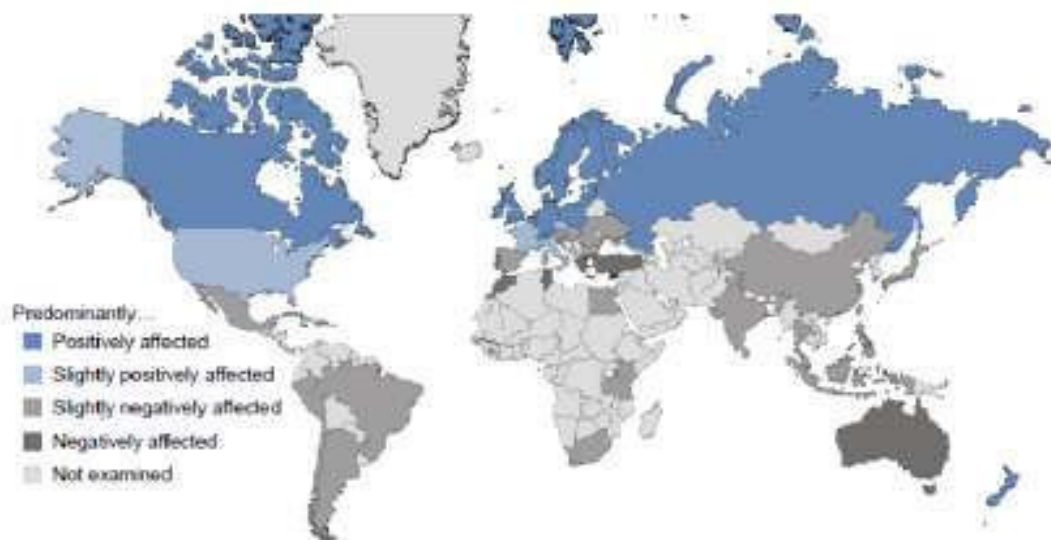 Predominantly...
Positively affected
Slightly positively affected
Slightly negatively affected
Negatively affected
Not examined